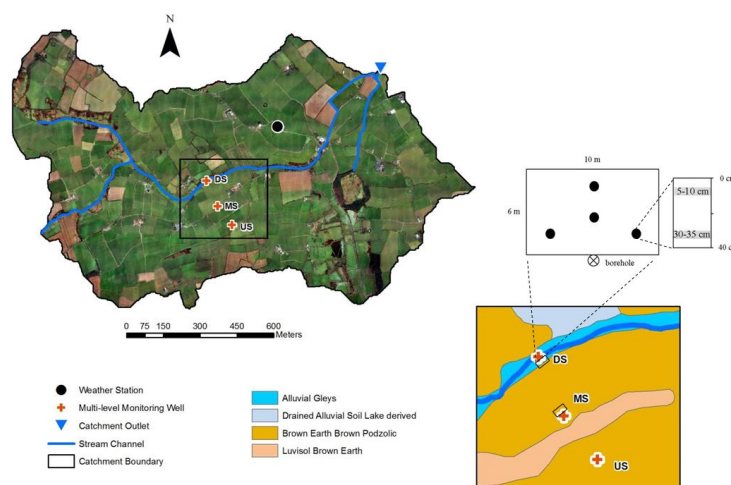 N
DS
MS
US
0 75 150 300 450 600
Meters
Weather Station
Multi-level Monitoring Well
Catchment Outlet
Stream Channel
Catchment Boundary
Alluvial Gleys
Drained Alluvial Soil Lake derived
Brown Earth Brown Podzolic
Luvisol Brown Earth
10 m
6 m
borehole
0 c
5-10 cm
30-35 cm
40 c
DS
MS
US